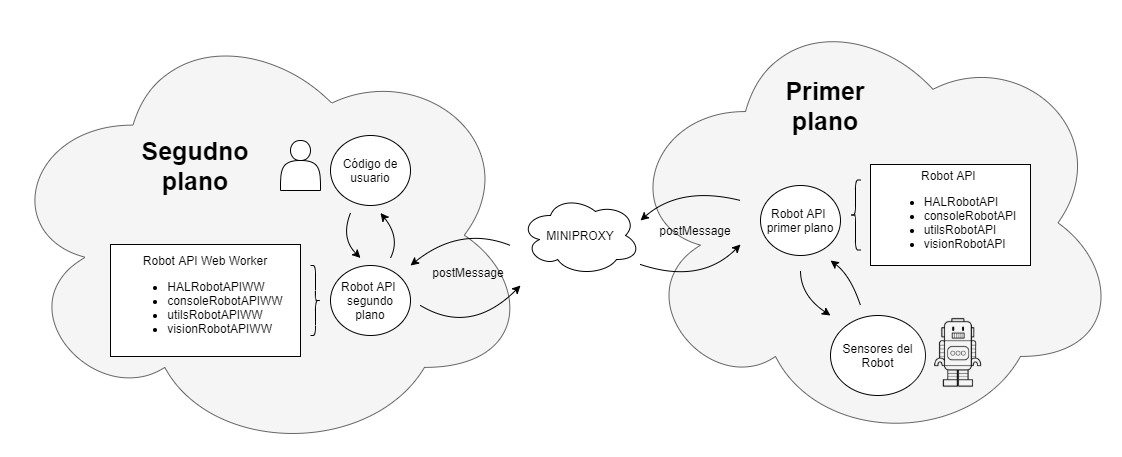 Segudno
plano
Código de
usuario
Robot API Web Worker
• HALRobotAPIWW
• consoleRobotAPIWW
• utilsRobotAPIWW
• visionRobotAPIWW
Robot API
segundo
plano
postMessage
MINIPROXY
postMessage
Primer
plano
Robot API
primer plano
Robot API
• HALRobotAPI
• consoleRobotAPI
• utilsRobotAPI
• visionRobotAPI
Sensores del
Robot